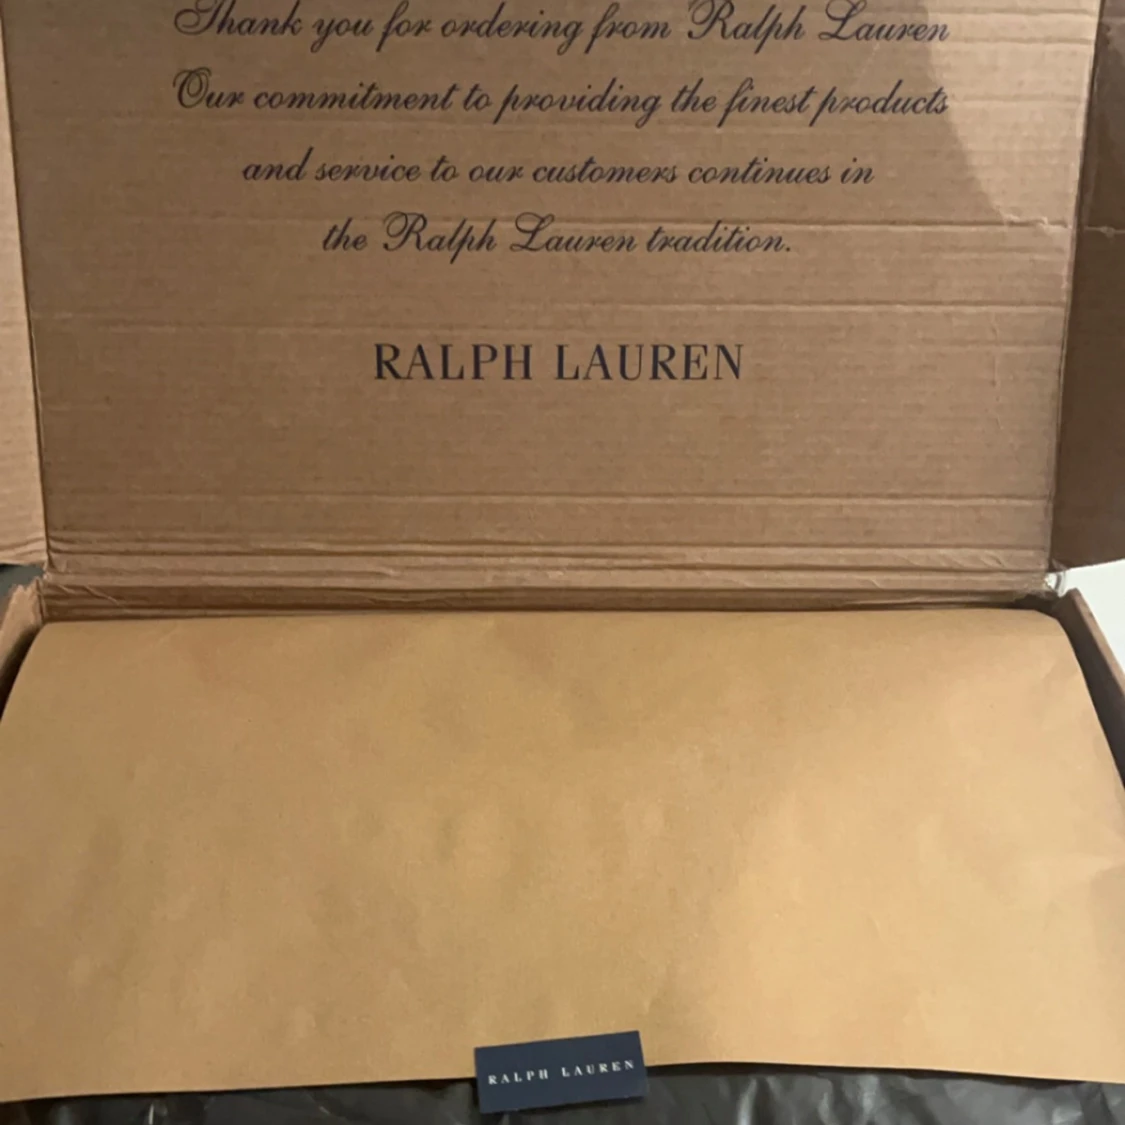 Thank you for ordering from Ralph Lauren
Our commitment to providing the finest products
and service to our customers continues in
the Ralph Lauren tradition.
RALPH LAUREN
RALPH LAUREN